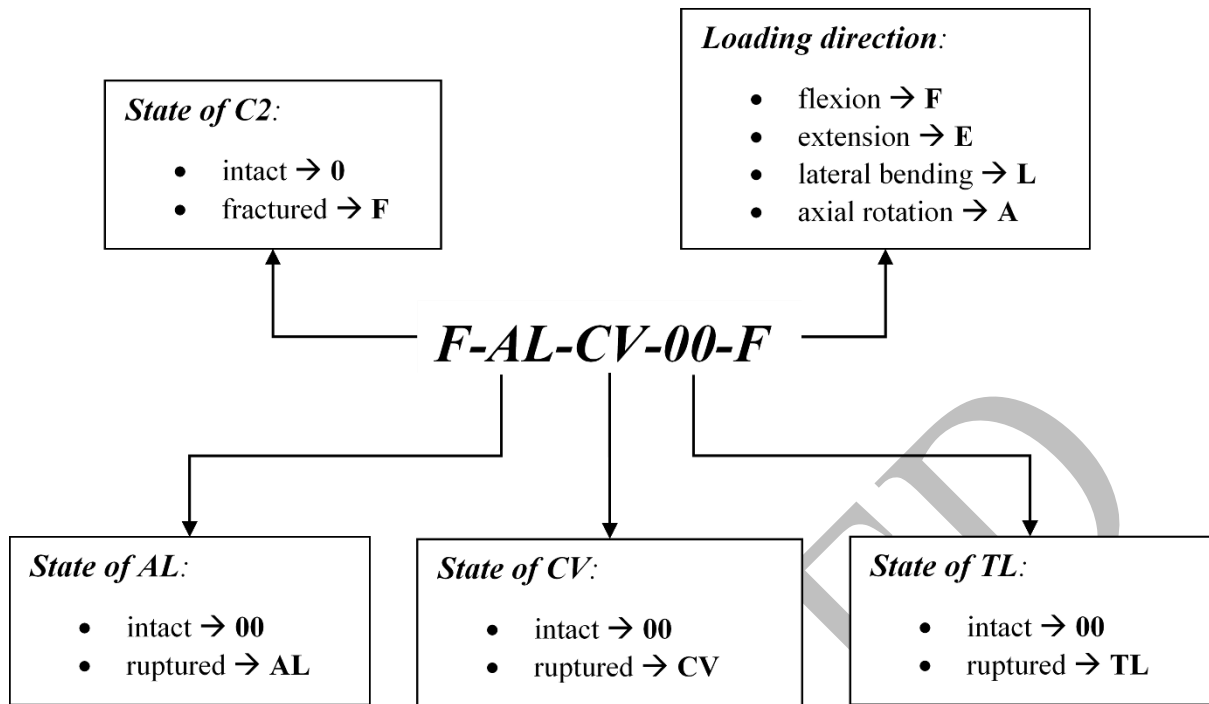 Loading direction:
• flexion → F
• extension → E
• lateral bending → L
• axial rotation → A
State of C2:
• intact → 0
• fractured → F
F-AL-CV-00-F
State of AL:
• intact → 00
• ruptured → AL
State of CV:
• intact → 00
• ruptured → CV
State of TL:
• intact → 00
• ruptured → TL